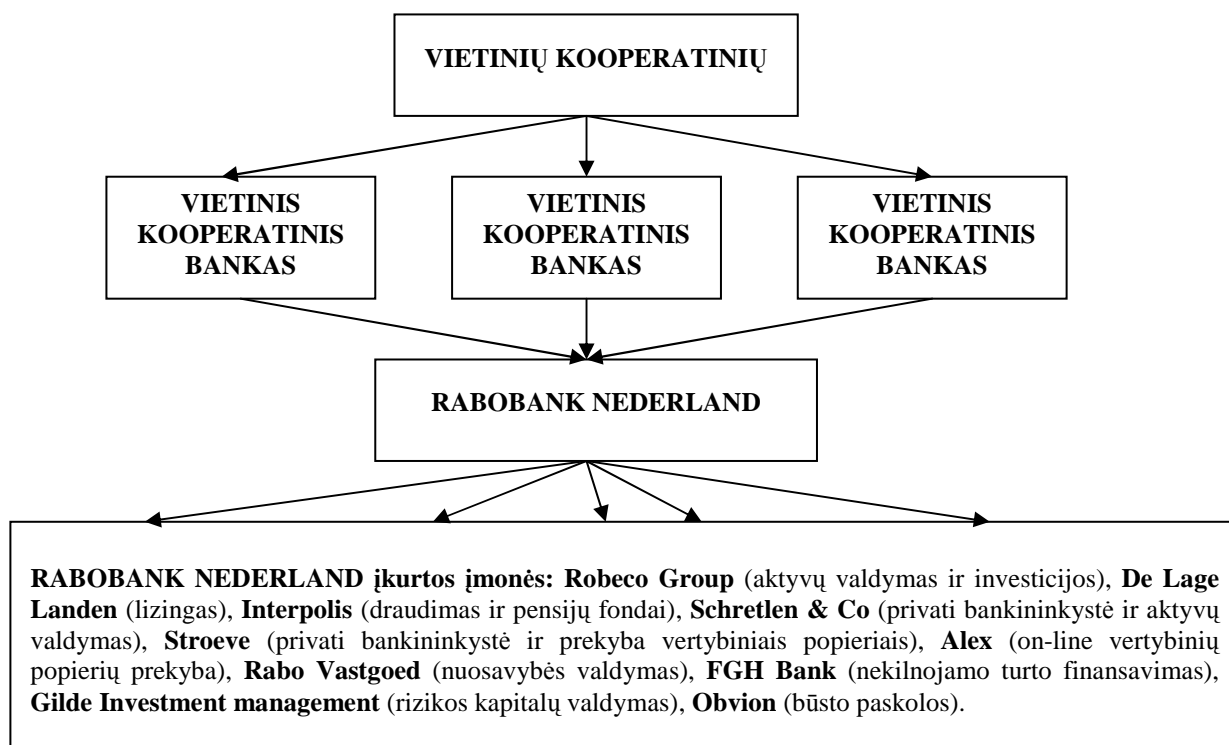 VIETINIŲ KOOPERATINIŲ
VIETINIS
KOOPERATINIS
BANKAS
VIETINIS
KOOPERATINIS
BANKAS
VIETINIS
KOOPERATINIS
BANKAS
RABOBANK NEDERLAND
RABOBANK NEDERLAND įkurtos įmonės: Robeco Group (aktyvų valdymas ir investicijos), De Lage
Landen (lizingas), Interpolis (draudimas ir pensijų fondai), Schretlen & Co (privati bankininkystė ir aktyvų
valdymas), Stroeve (privati bankininkystė ir prekyba vertybiniais popieriais), Alex (on-line vertybinių
popierių prekyba), Rabo Vastgoed (nuosavybės valdymas), FGH Bank (nekilnojamo turto finansavimas),
Gilde Investment management (rizikos kapitalų valdymas), Obvion (būsto paskolos).